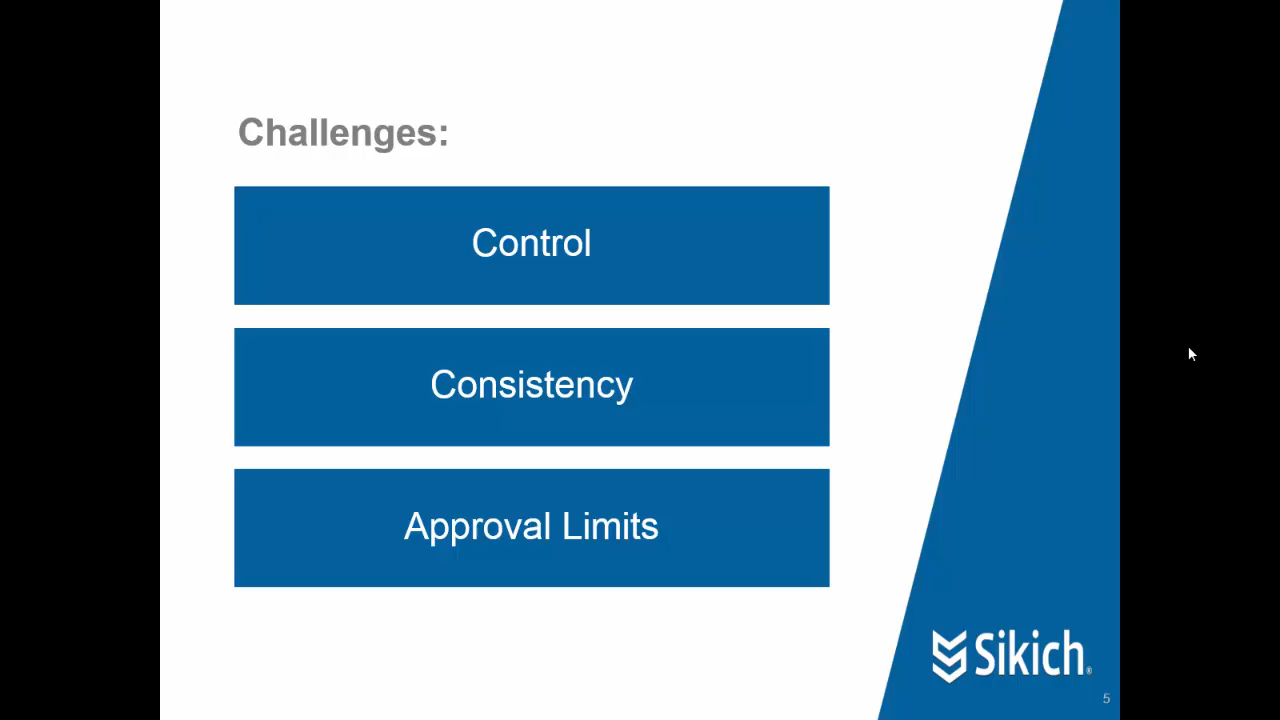 Challenges:
Control
Consistency
Approval Limits
Sikich®
5